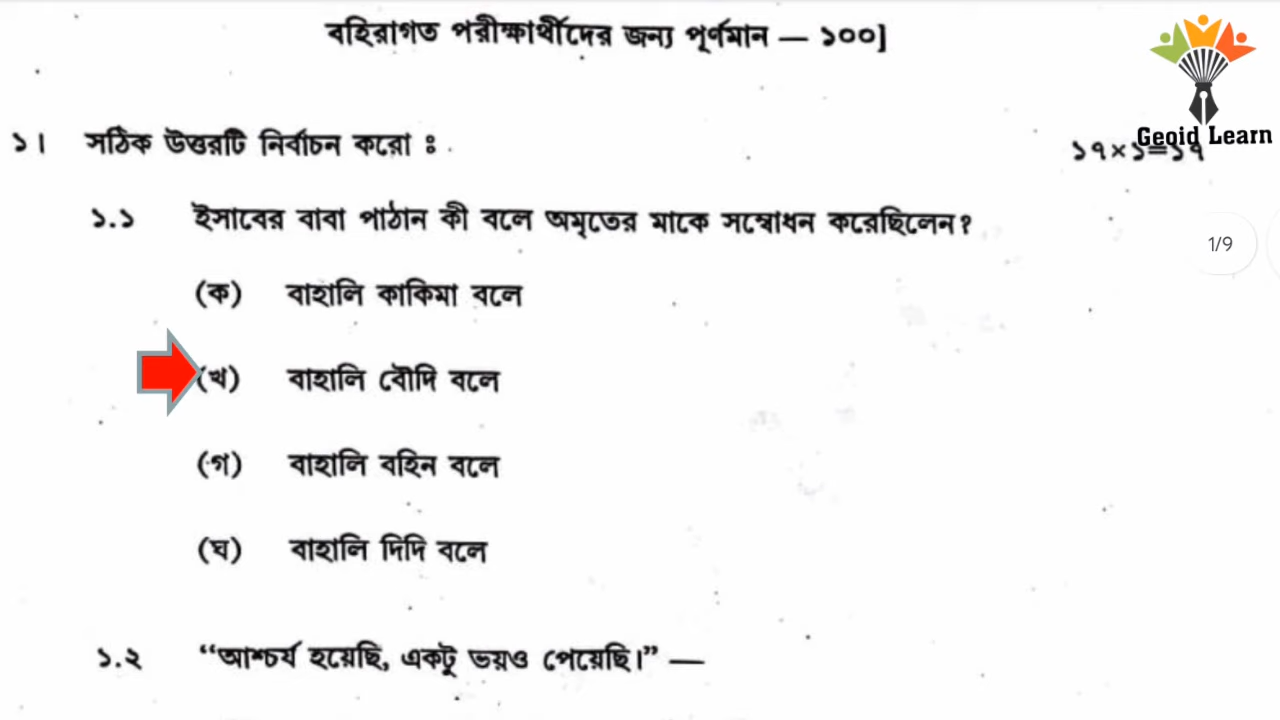 বহিরাগত পরীক্ষার্থীদের জন্য পূর্ণমান — ১০০]
Geoid Learn
১। সঠিক উত্তরটি নির্বাচন করো ঃ ১৭×১=১৭
১.১ ইসাবের বাবা পাঠান কী বলে অমৃতের মাকে সম্বোধন করেছিলেন?
1/9
(ক) বাহালি কাকিমা বলে
(খ) বাহালি বৌদি বলে
(গ) বাহালি বহিন বলে
(ঘ) বাহালি দিদি বলে
১.২ “আশ্চর্য হয়েছি, একটু ভয়ও পেয়েছি।” —